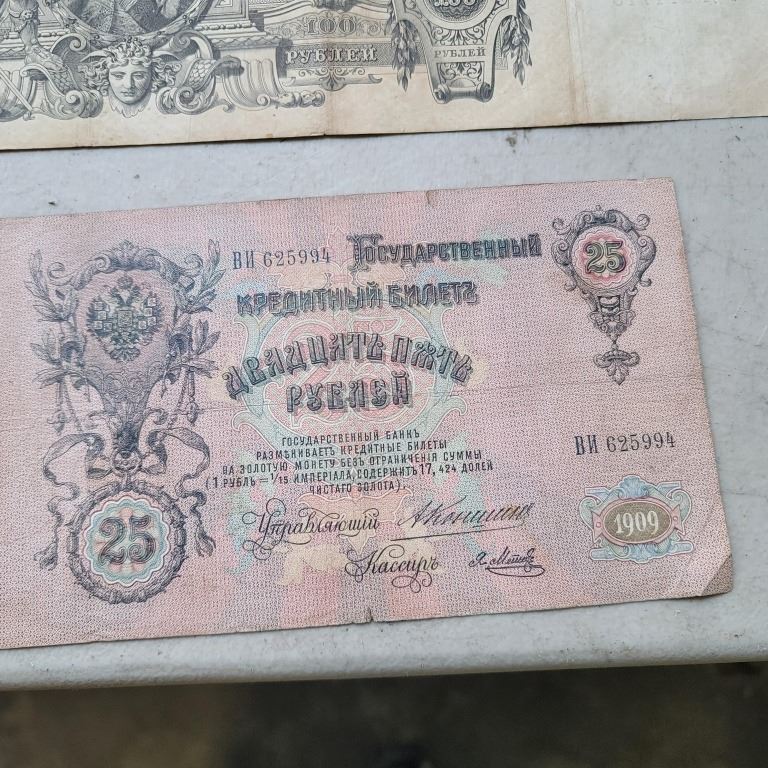 100
РУБЛЕЙ
РУБЛЕЙ
ВИ 625994
ГОСУДАРСТВЕННЫЙ
25
КРЕДИТНЫЙ БИЛЕТЪ
ДВАДЦАТЬ ПЯТЬ
РУБЛЕЙ
ГОСУДАРСТВЕННЫЙ БАНКЪ
РАЗМѢНИВАЕТЪ КРЕДИТНЫЕ БИЛЕТЫ
НА ЗОЛОТУЮ МОНЕТУ БЕЗЪ ОГРАНИЧЕНІЯ СУММЫ
(1 РУБЛЬ = 1/15 ИМПЕРІАЛА, СОДЕРЖИТЪ 17,424 ДОЛЕЙ
ЧИСТАГО ЗОЛОТА).
ВИ 625994
25
Управляющій
1909
Кассиръ